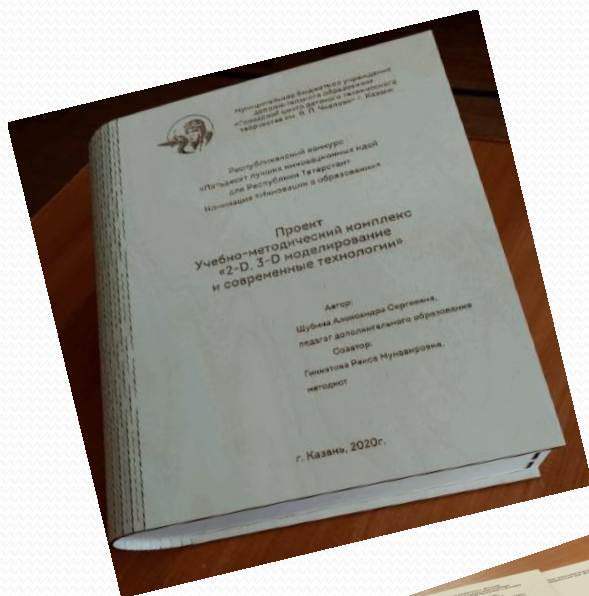 Муниципальное бюджетное учреждение
дополнительного образования
«Городской центр детского технического
творчества им. В. П. Чкалова» г. Казани
Республиканский конкурс
«Пятьдесят лучших инновационных идей
для Республики Татарстан»
Номинация «Инновации в образовании»
Проект
Учебно-методический комплекс
«2-D, 3-D моделирование
и современные технологии»
Автор:
Шубина Александра Сергеевна,
педагог дополнительного образования
Соавтор:
Гиниятова Раиса Мунавировна,
методист
г. Казань, 2020г.